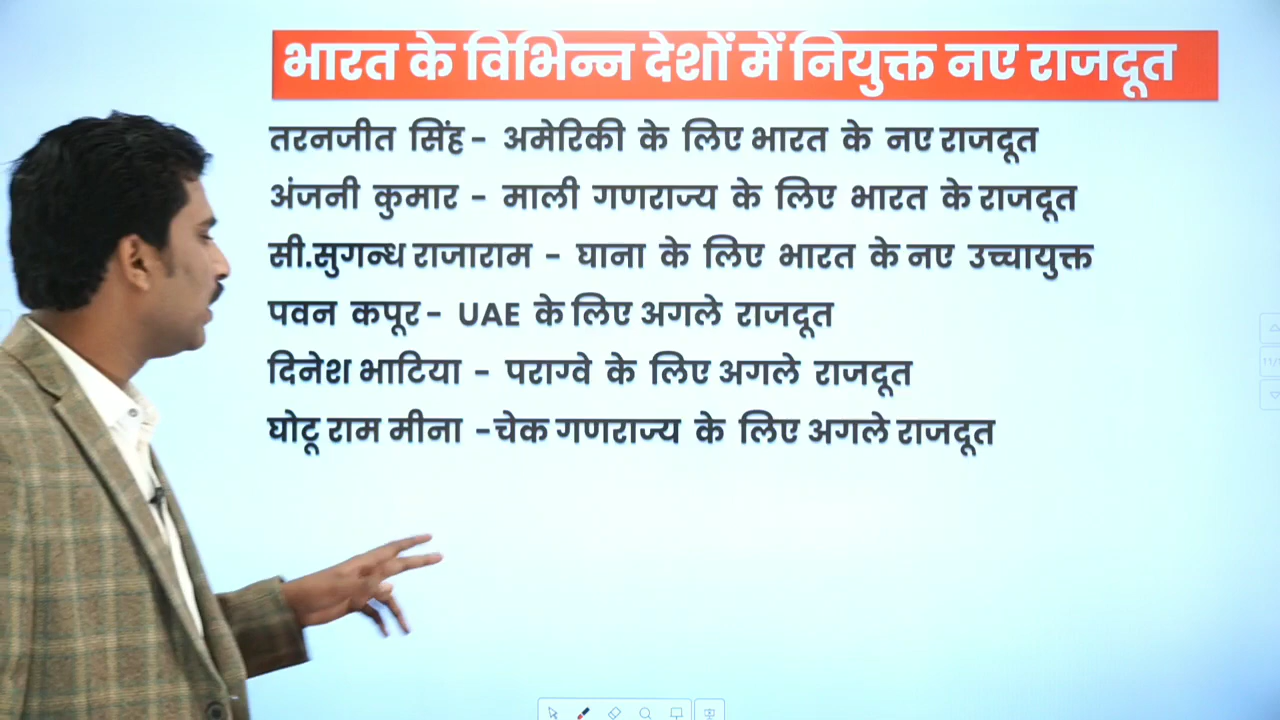 भारत के विभिन्न देशों में नियुक्त नए राजदूत
तरनजीत सिंह - अमेरिकी के लिए भारत के नए राजदूत
अंजनी कुमार - माली गणराज्य के लिए भारत के राजदूत
सी.सुगन्ध राजाराम - घाना के लिए भारत के नए उच्चायुक्त
पवन कपूर - UAE के लिए अगले राजदूत
दिनेश भाटिया - पराग्वे के लिए अगले राजदूत
घोटू राम मीना -चेक गणराज्य के लिए अगले राजदूत